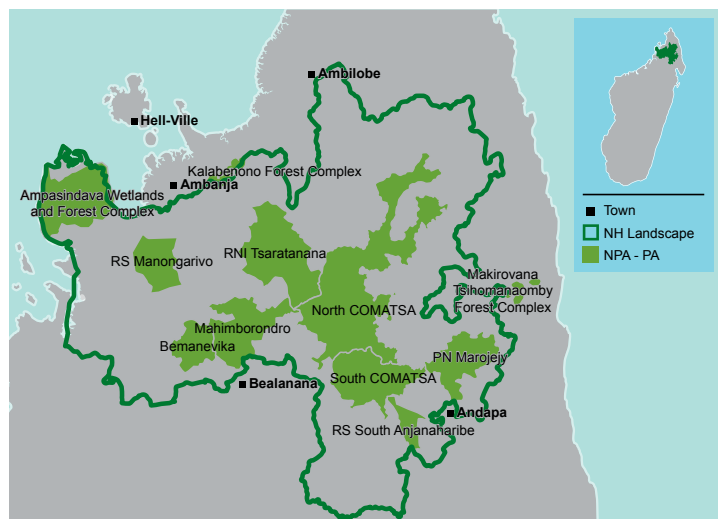 Ambilobe
Hell-Ville
Kalabenono Forest Complex
Ambanja
Ampasindava Wetlands
and Forest Complex
RS Manongarivo
RNI Tsaratanana
Makirovana
Tsihomanaomby
Forest Complex
North COMATSA
Mahimborondro
Bemanevika
PN Marojejy
South COMATSA
Bealanana
Andapa
RS South Anjanaharibe
Town
NH Landscape
NPA - PA